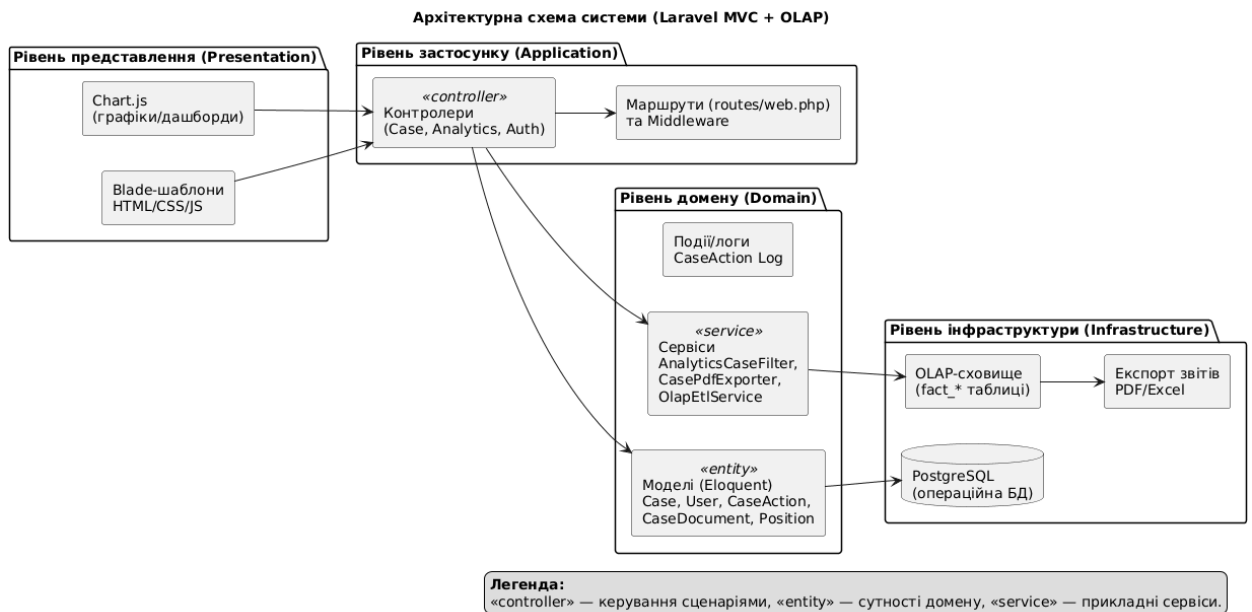 Архітектурна схема системи (Laravel MVC + OLAP)
Рівень представлення (Presentation)
Chart.js
(графіки/дашборди)
Blade-шаблони
HTML/CSS/JS
Рівень застосунку (Application)
«controller»
Контролери
(Case, Analytics, Auth)
Маршрути (routes/web.php)
та Middleware
Рівень домену (Domain)
Події/логи
CaseAction Log
«service»
Сервіси
AnalyticsCaseFilter,
CasePdfExporter,
OlapEtlService
«entity»
Моделі (Eloquent)
Case, User, CaseAction,
CaseDocument, Position
Рівень інфраструктури (Infrastructure)
OLAP-сховище
(fact_* таблиці)
Експорт звітів
PDF/Excel
PostgreSQL
(операційна БД)
Легенда:
«controller» — керування сценаріями, «entity» — сутності домену, «service» — прикладні сервіси.